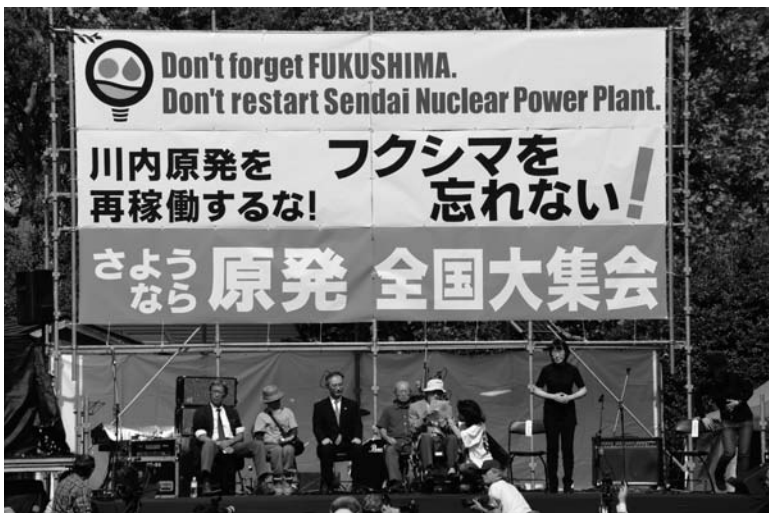 Don't forget FUKUSHIMA.
Don't restart Sendai Nuclear Power Plant.
川内原発を
再稼働するな!
フクシマを
忘れない!
さよう
なら
原発 全国大集会